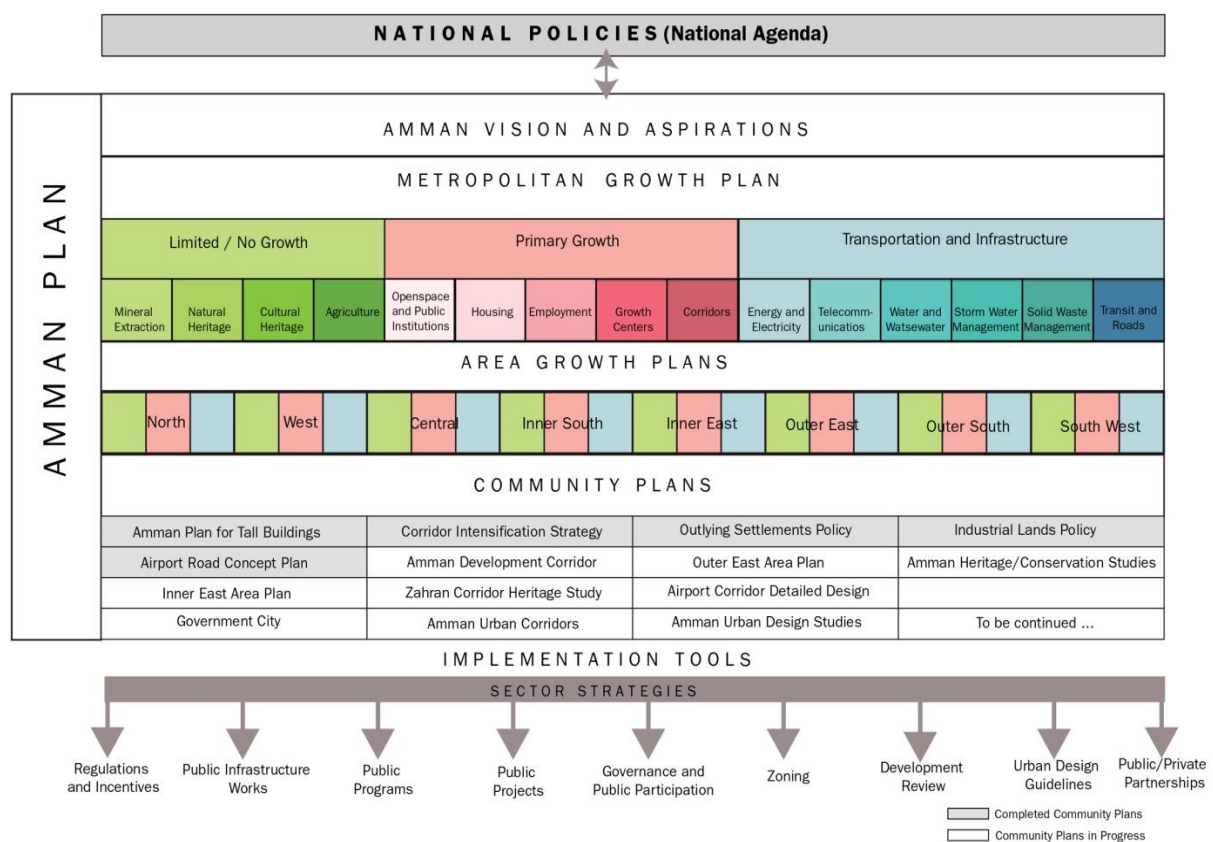 NATIONAL POLICIES (National Agenda)
AMMAN PLAN
AMMAN VISION AND ASPIRATIONS
METROPOLITAN GROWTH PLAN
Limited / No Growth
Primary Growth
Transportation and Infrastructure
Mineral
Extraction
Natural
Heritage
Cultural
Heritage
Agriculture
Openspace
and Public
Institutions
Housing
Employment
Growth
Centers
Corridors
Energy and
Electricity
Telecomm-
unicatios
Water and
Watsewater
Storm Water
Management
Solid Waste
Management
Transit and
Roads
AREA GROWTH PLANS
North
West
Central
Inner South
Inner East
Outer East
Outer South
South West
COMMUNITY PLANS
Amman Plan for Tall Buildings
Corridor Intensification Strategy
Outlying Settlements Policy
Industrial Lands Policy
Airport Road Concept Plan
Amman Development Corridor
Outer East Area Plan
Amman Heritage/Conservation Studies
Inner East Area Plan
Zahran Corridor Heritage Study
Airport Corridor Detailed Design
Government City
Amman Urban Corridors
Amman Urban Design Studies
To be continued ...
IMPLEMENTATION TOOLS
SECTOR STRATEGIES
Regulations
and Incentives
Public Infrastructure
Works
Public
Programs
Public
Projects
Governance and
Public Participation
Zoning
Development
Review
Urban Design
Guidelines
Public/Private
Partnerships
Completed Community Plans
Community Plans in Progress